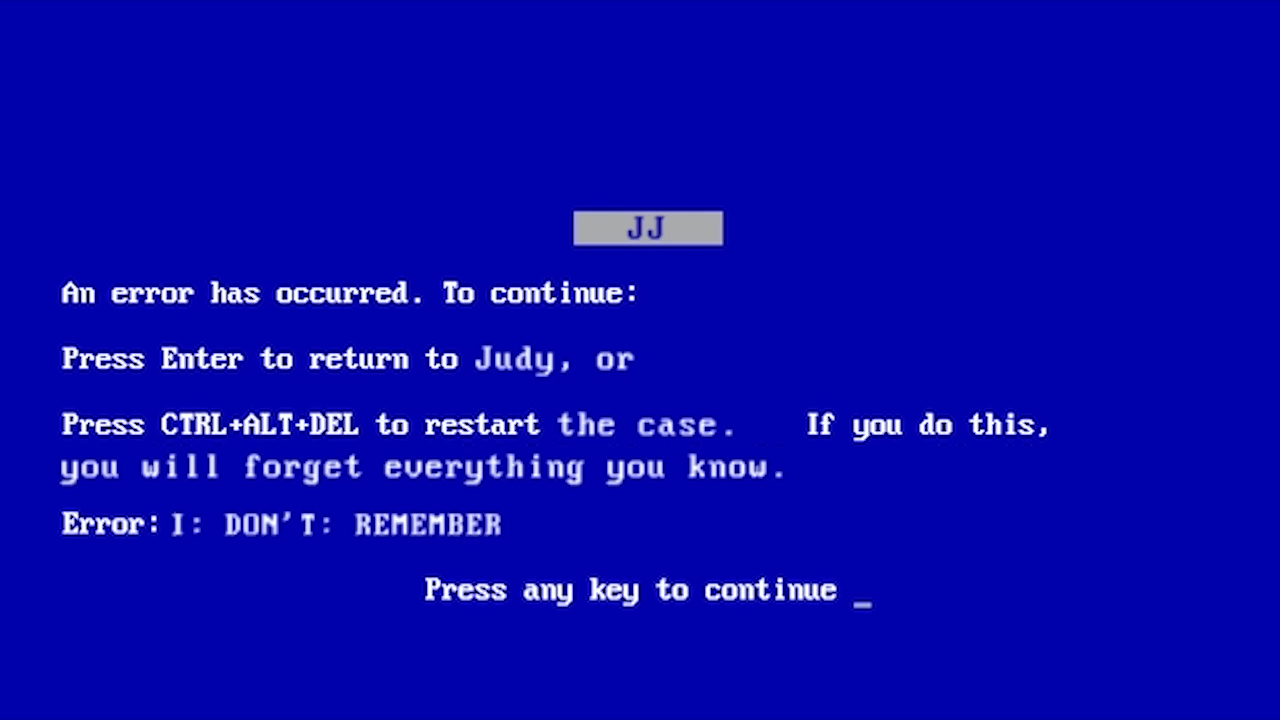 JJ
An error has occurred. To continue:
Press Enter to return to Judy, or
Press CTRL+ALT+DEL to restart the case. If you do this,
you will forget everything you know.
Error: I: DON'T: REMEMBER
Press any key to continue _